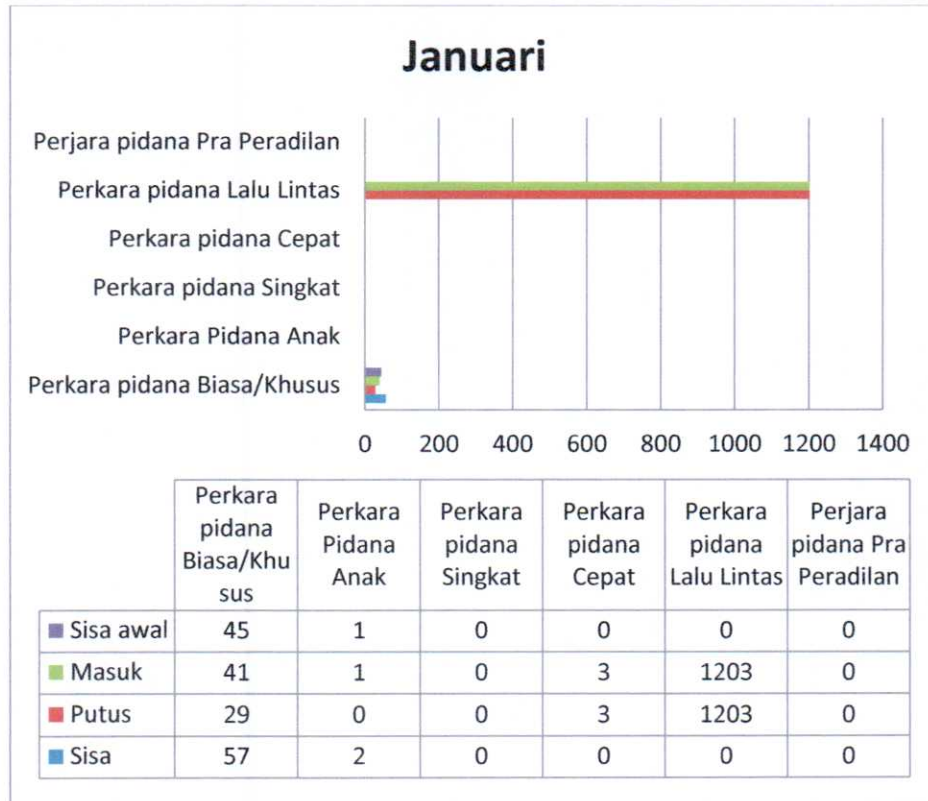 Januari
Perjara pidana Pra Peradilan
Perkara pidana Lalu Lintas
Perkara pidana Cepat
Perkara pidana Singkat
Perkara Pidana Anak
Perkara pidana Biasa/Khusus
0 200 400 600 800 1000 1200 1400
Perkara pidana Biasa/Khu sus
Perkara Pidana Anak
Perkara pidana Singkat
Perkara pidana Cepat
Perkara pidana Lalu Lintas
Perjara pidana Pra Peradilan
Sisa awal 45 1 0 0 0 0
Masuk 41 1 0 3 1203 0
Putus 29 0 0 3 1203 0
Sisa 57 2 0 0 0 0